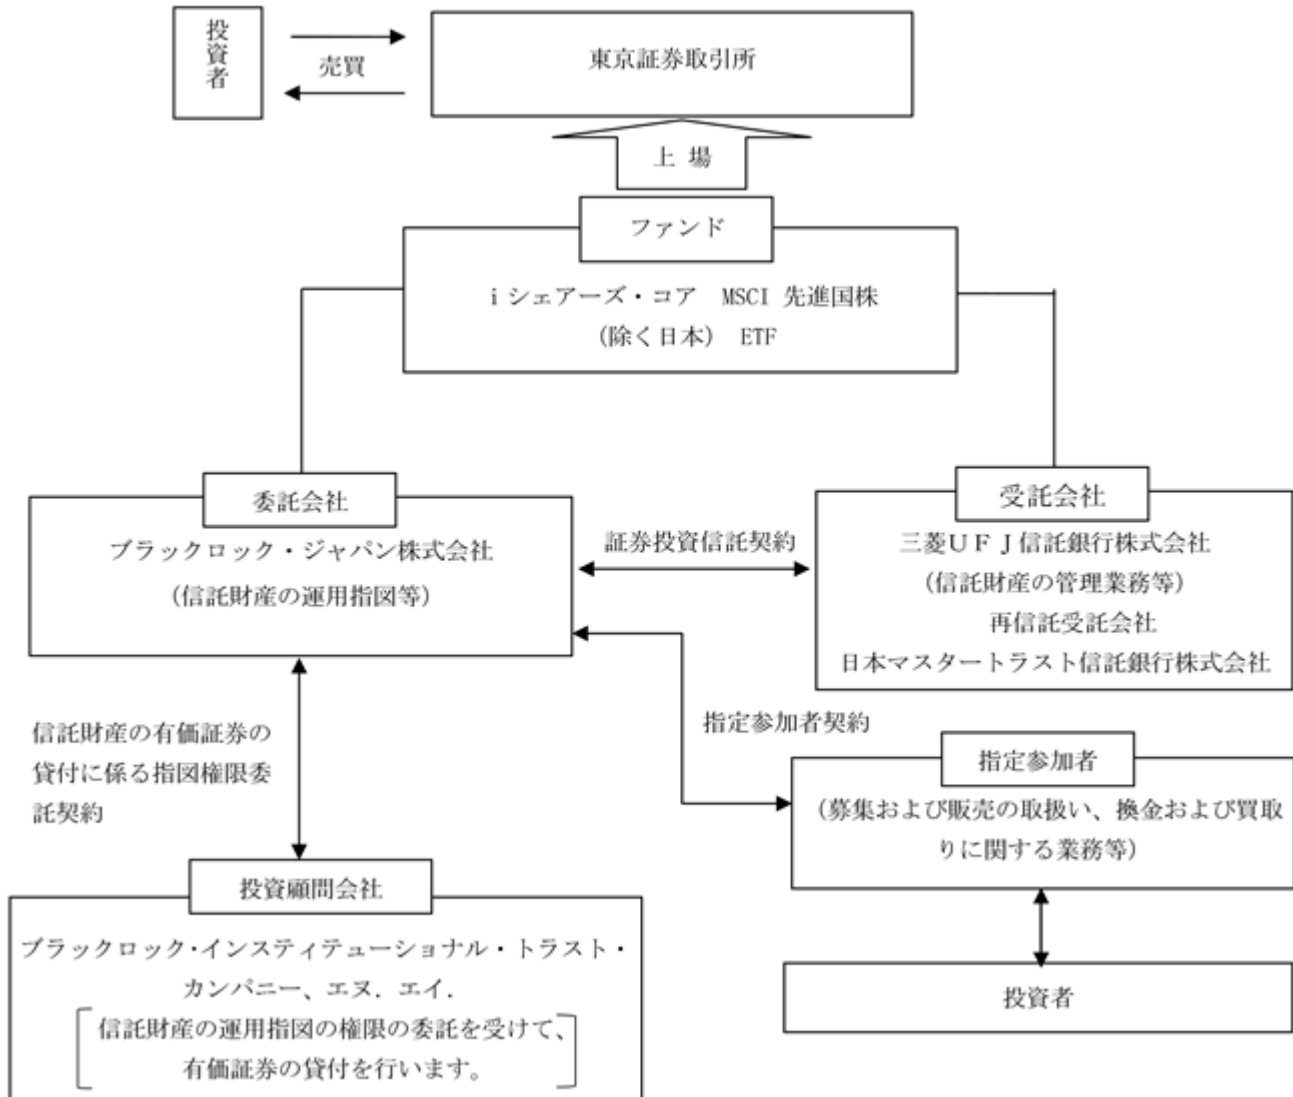 投資者
売買
東京証券取引所
上 場
ファンド
iシェアーズ・コア MSCI 先進国株
(除く日本) ETF
委託会社
ブラックロック・ジャパン株式会社
(信託財産の運用指図等)
証券投資信託契約
受託会社
三菱UFJ信託銀行株式会社
(信託財産の管理業務等)
再信託受託会社
日本マスタートラスト信託銀行株式会社
信託財産の有価証券の
貸付に係る指図権限委
託契約
指定参加者契約
指定参加者
(募集および販売の取扱い、換金および買取
りに関する業務等)
投資顧問会社
ブラックロック・インスティテューショナル・トラスト・
カンパニー、エヌ．エイ．
信託財産の運用指図の権限の委託を受けて、
有価証券の貸付を行います。
投資者